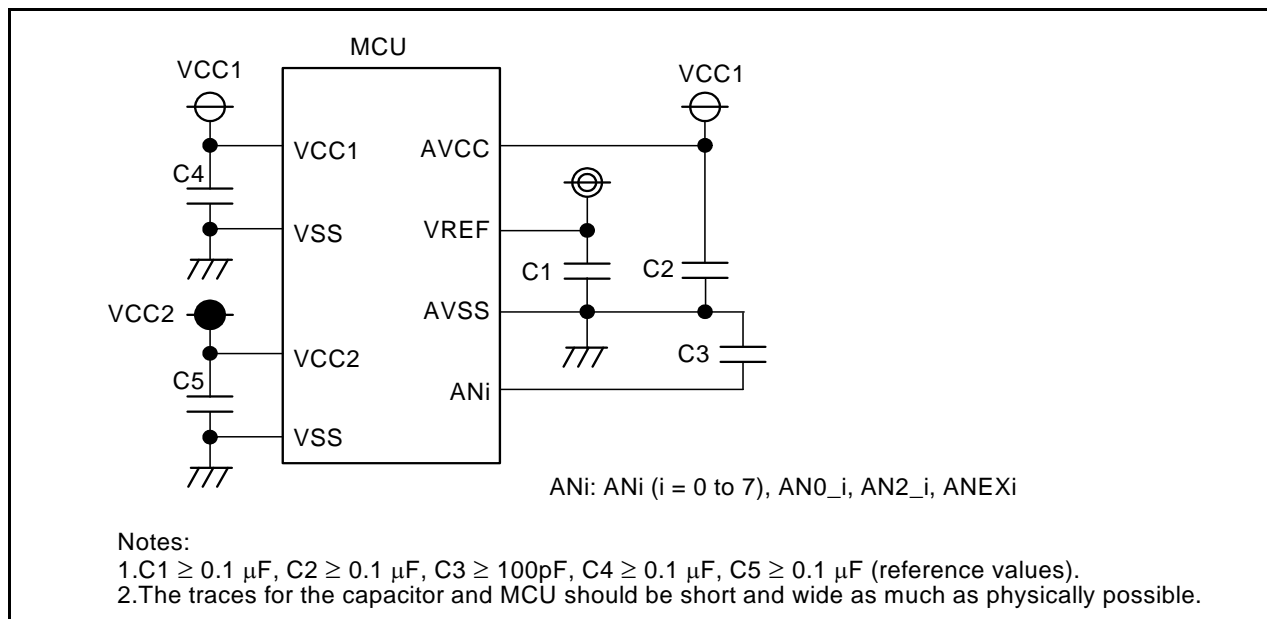 MCU
VCC1
VCC1
VCC1
AVCC
C4
VSS
VREF
C1
C2
VCC2
AVSS
VCC2
C3
C5
ANi
VSS
ANi: ANi (i = 0 to 7), AN0_i, AN2_i, ANEXi
Notes:
1.C1 ≥ 0.1 μF, C2 ≥ 0.1 μF, C3 ≥ 100pF, C4 ≥ 0.1 μF, C5 ≥ 0.1 μF (reference values).
2.The traces for the capacitor and MCU should be short and wide as much as physically possible.